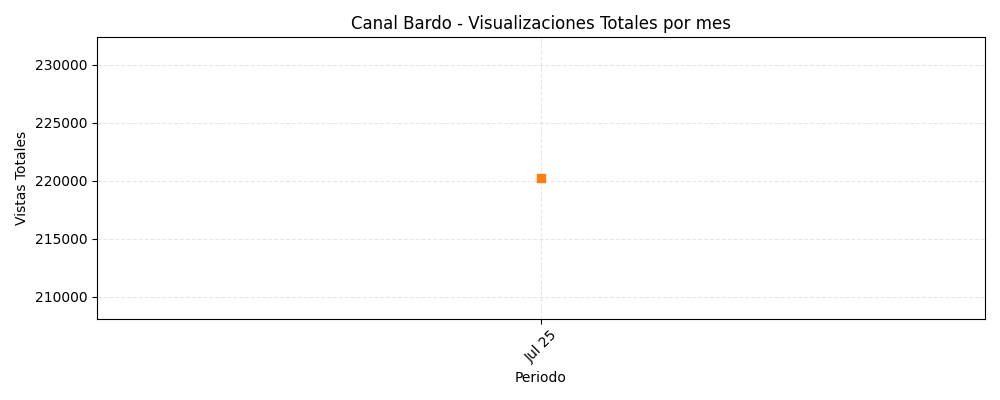 Canal Bardo - Visualizaciones Totales por mes
230000
225000
220000
215000
210000
Vistas Totales
Jul 25
Periodo